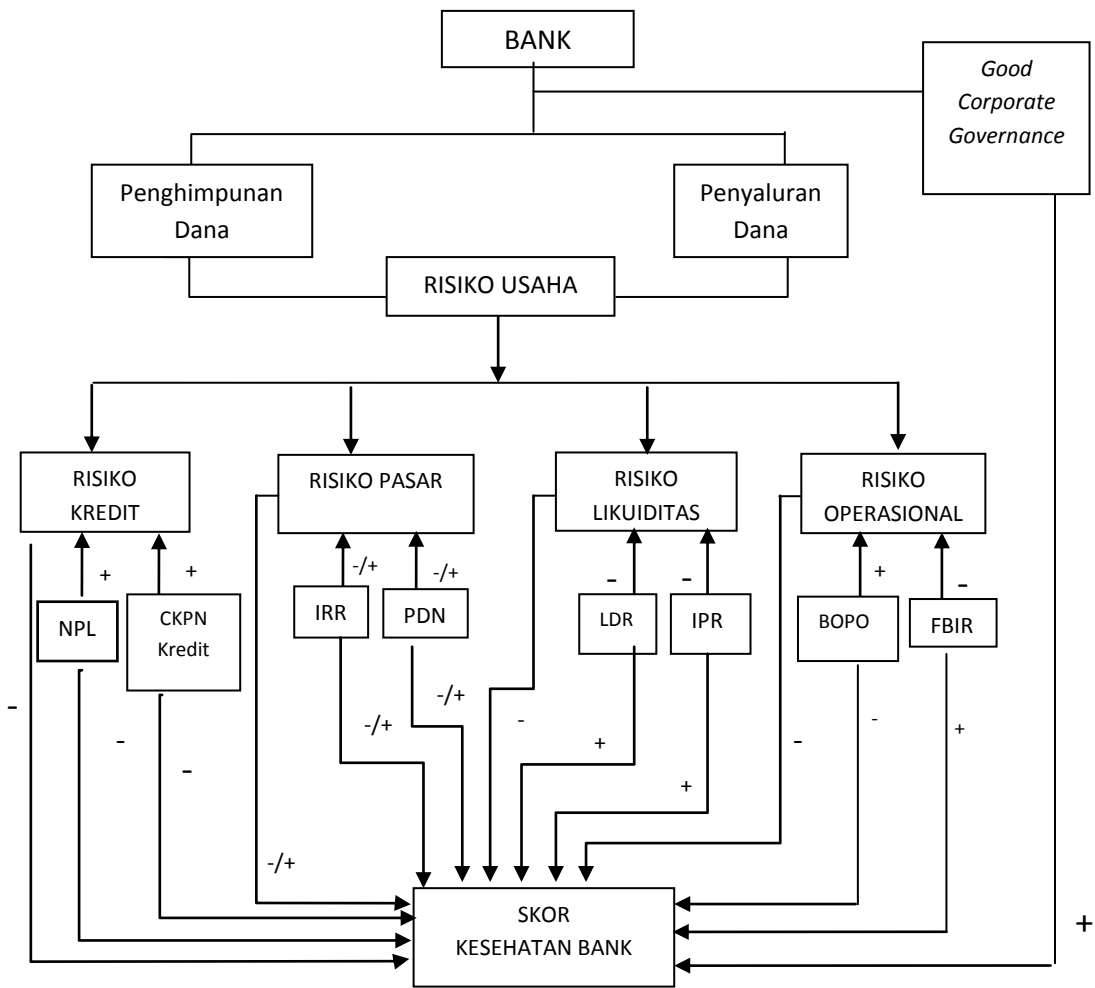 BANK
Good
Corporate
Governance
Penghimpunan
Dana
Penyaluran
Dana
RISIKO USAHA
RISIKO
KREDIT
RISIKO PASAR
RISIKO
LIKUIDITAS
RISIKO
OPERASIONAL
+
+
-/+
-/+
-
-
+
-
NPL
CKPN
Kredit
IRR
PDN
LDR
IPR
BOPO
FBIR
-
-
-
-/+
-/+
-/+
-
+
+
-
-
+
+
SKOR
KESEHATAN BANK